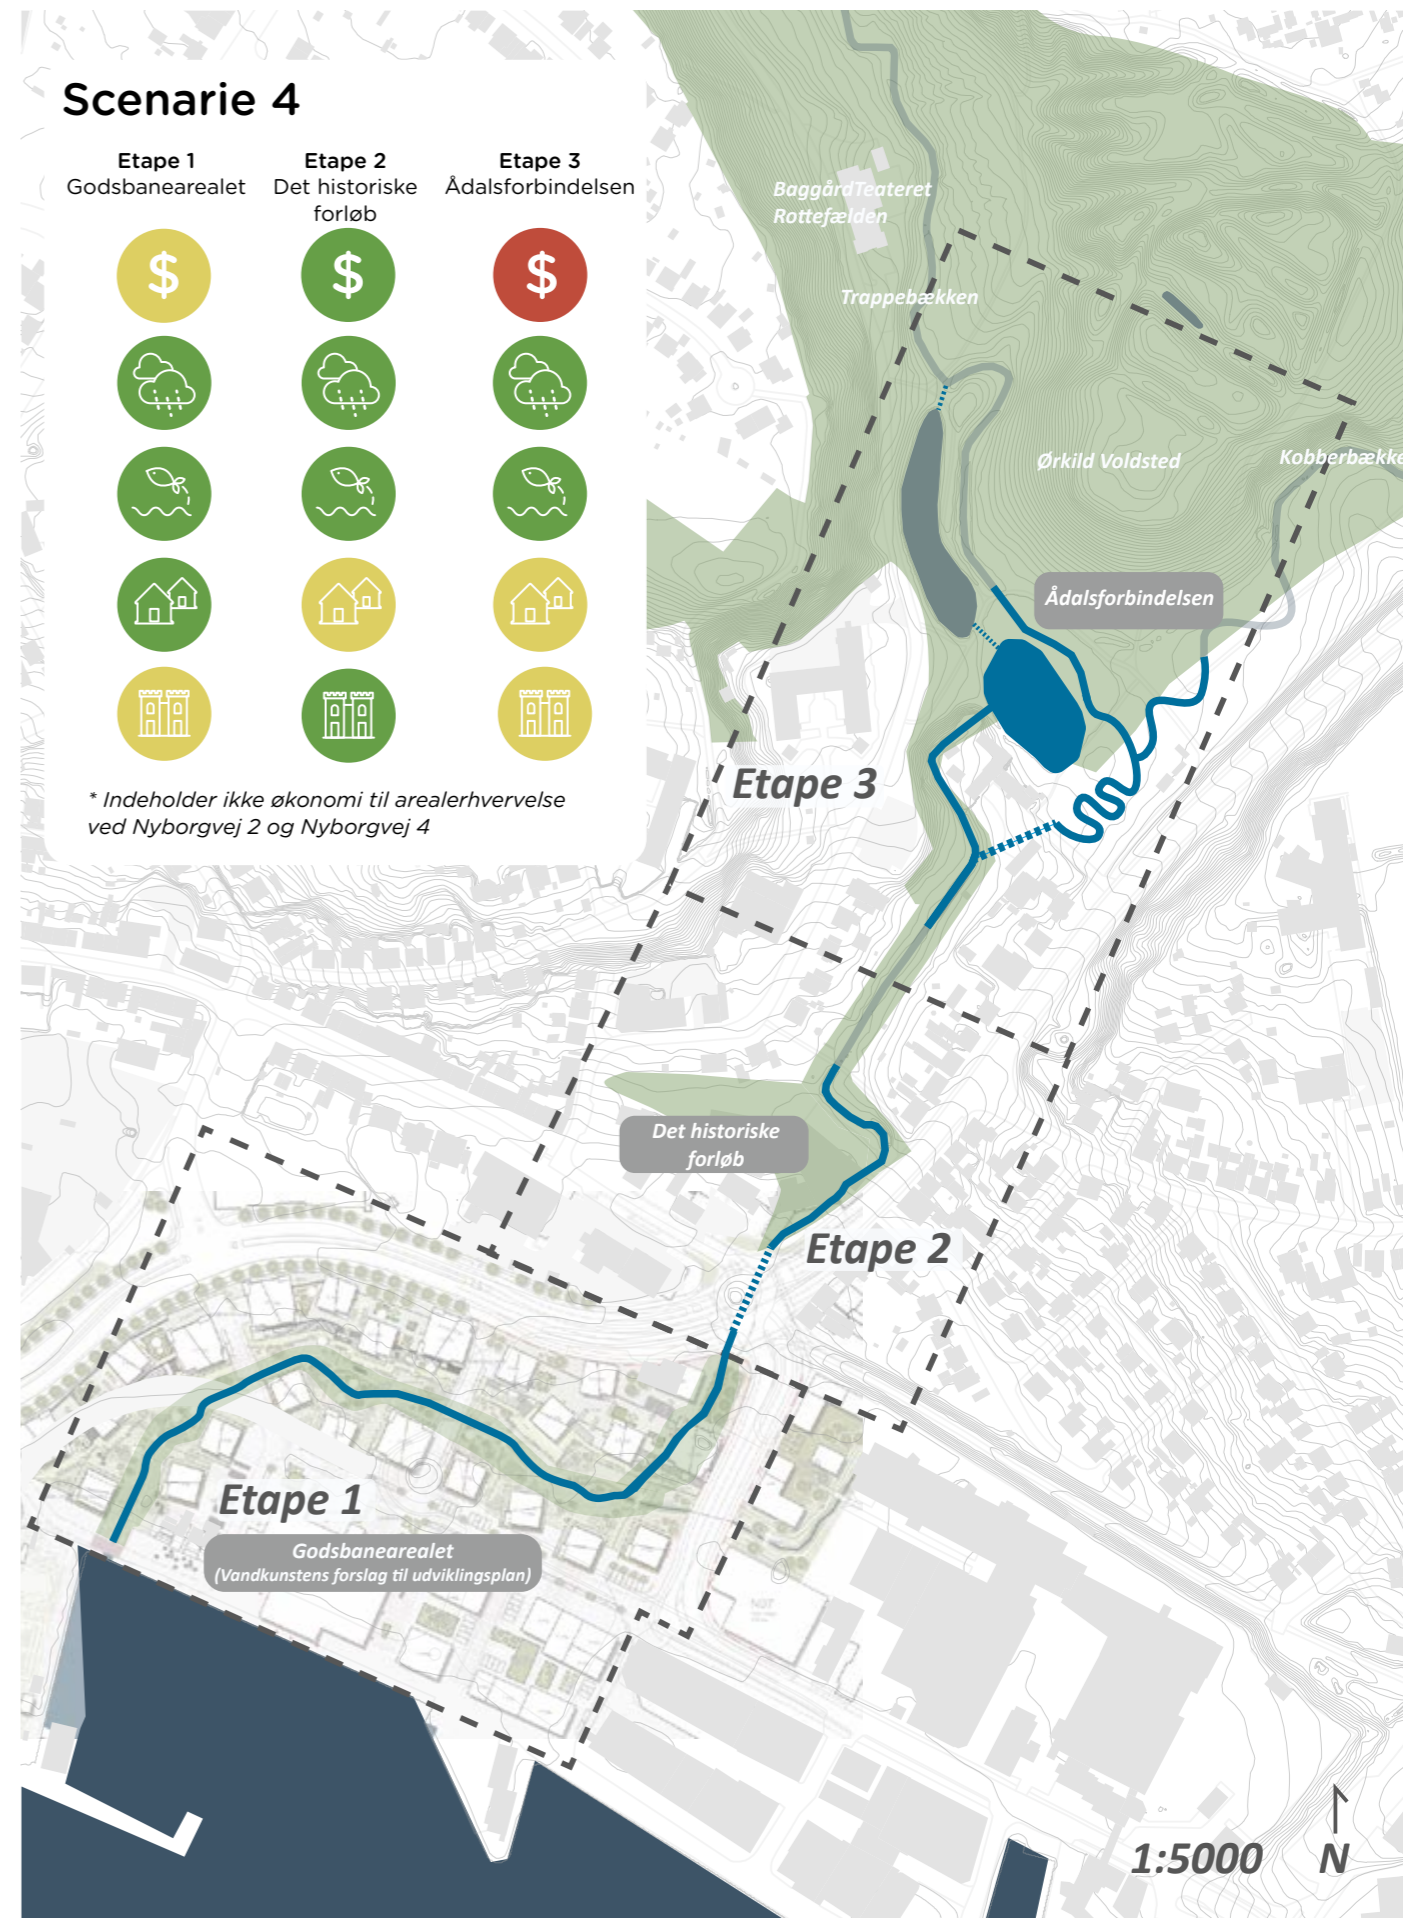 Scenarie 4
Etape 1
Godsbanearealet
Etape 2
Det historiske
forløb
Etape 3
Ådalsforbindelsen
$
$
$
* Indeholder ikke økonomi til arealerhvervelse
ved Nyborgvej 2 og Nyborgvej 4
BaggårdTeateret
Rottefælden
Trappebækken
Ørkild Voldsted
Kobberbække
Ådalsforbindelsen
Etape 3
Det historiske
forløb
Etape 2
Etape 1
Godsbanearealet
(Vandkunstens forslag til udviklingsplan)
1:5000
N